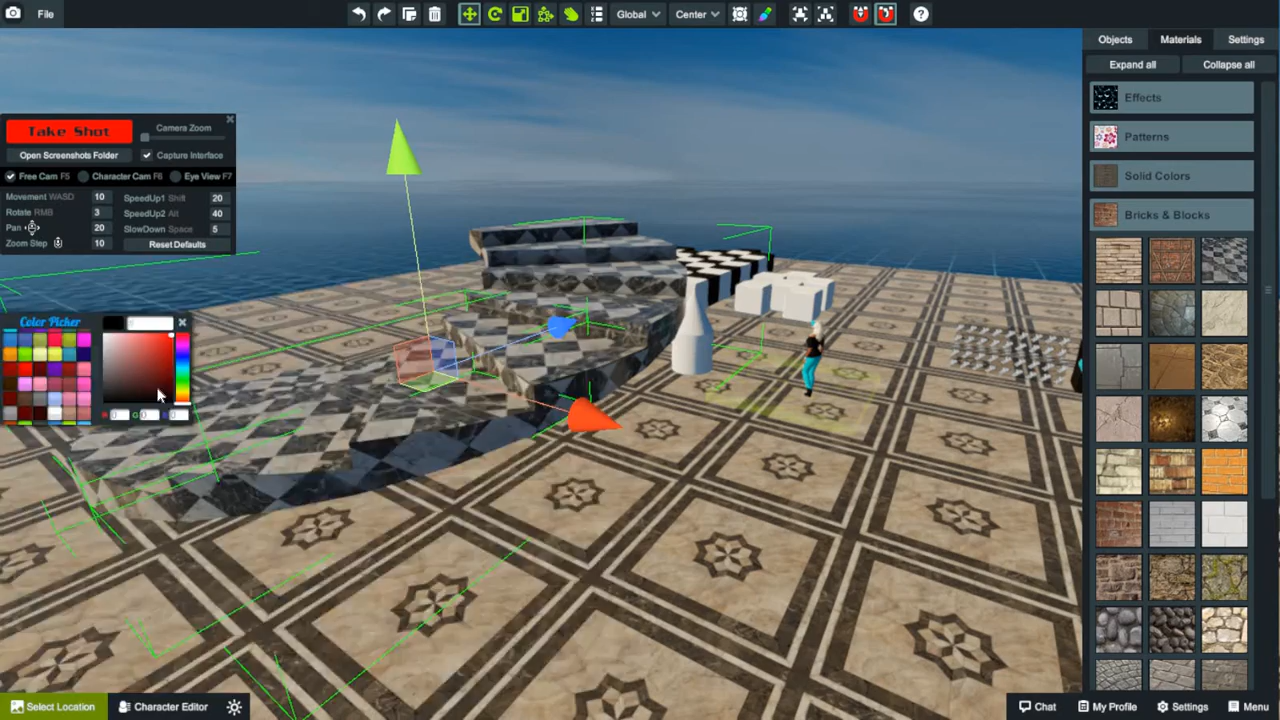 File
Global
Center
Objects
Materials
Settings
Expand all
Collapse all
Effects
Patterns
Solid Colors
Bricks & Blocks
Take Shot
Camera Zoom
Open Screenshots Folder
Capture Interface
Free Cam F5
Character Cam F6
Eye View F7
Movement WASD 10
SpeedUp1 Shift 20
Rotate RMB 3
SpeedUp2 Alt 40
Pan 20
SlowDown Space 5
Zoom Step 10
Reset Defaults
Color Picker
Select Location
Character Editor
Chat
My Profile
Settings
Menu